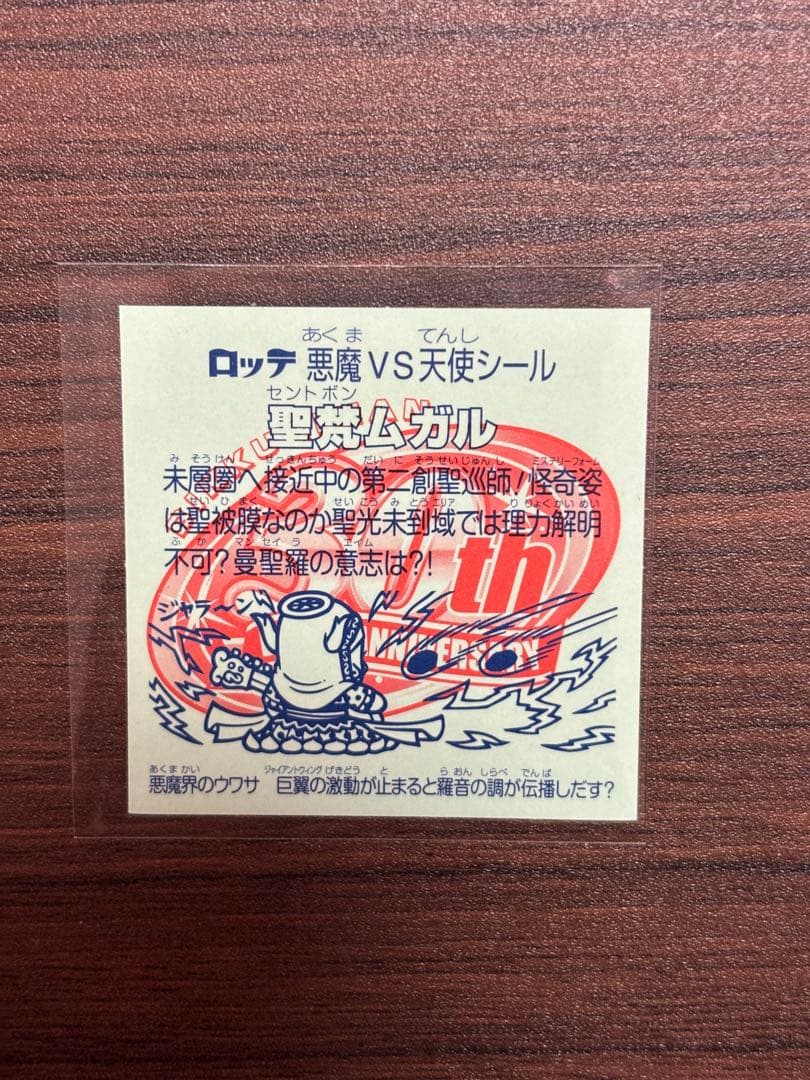 あくま てんし
ロッテ 悪魔VS天使シール
セントボン
聖梵ムガル
みそうけん せっきんちゅう だいに そうせいじゅんし ミステリーフォーム
未層圏へ接近中の第二創聖巡師!怪奇姿
せいひまく せいこうみとうエリア りりょくかいめい
は聖被膜なのか聖光未到域では理力解明
ふか マンセイラ エイム
不可?曼聖羅の意志は?!
30th
ANNIVERSARY
ジャラ〜ン
あくまかい ジャイアントウィング げきどう と らおん しらべ でんぱ
悪魔界のウワサ 巨翼の激動が止まると羅音の調が伝播しだす?